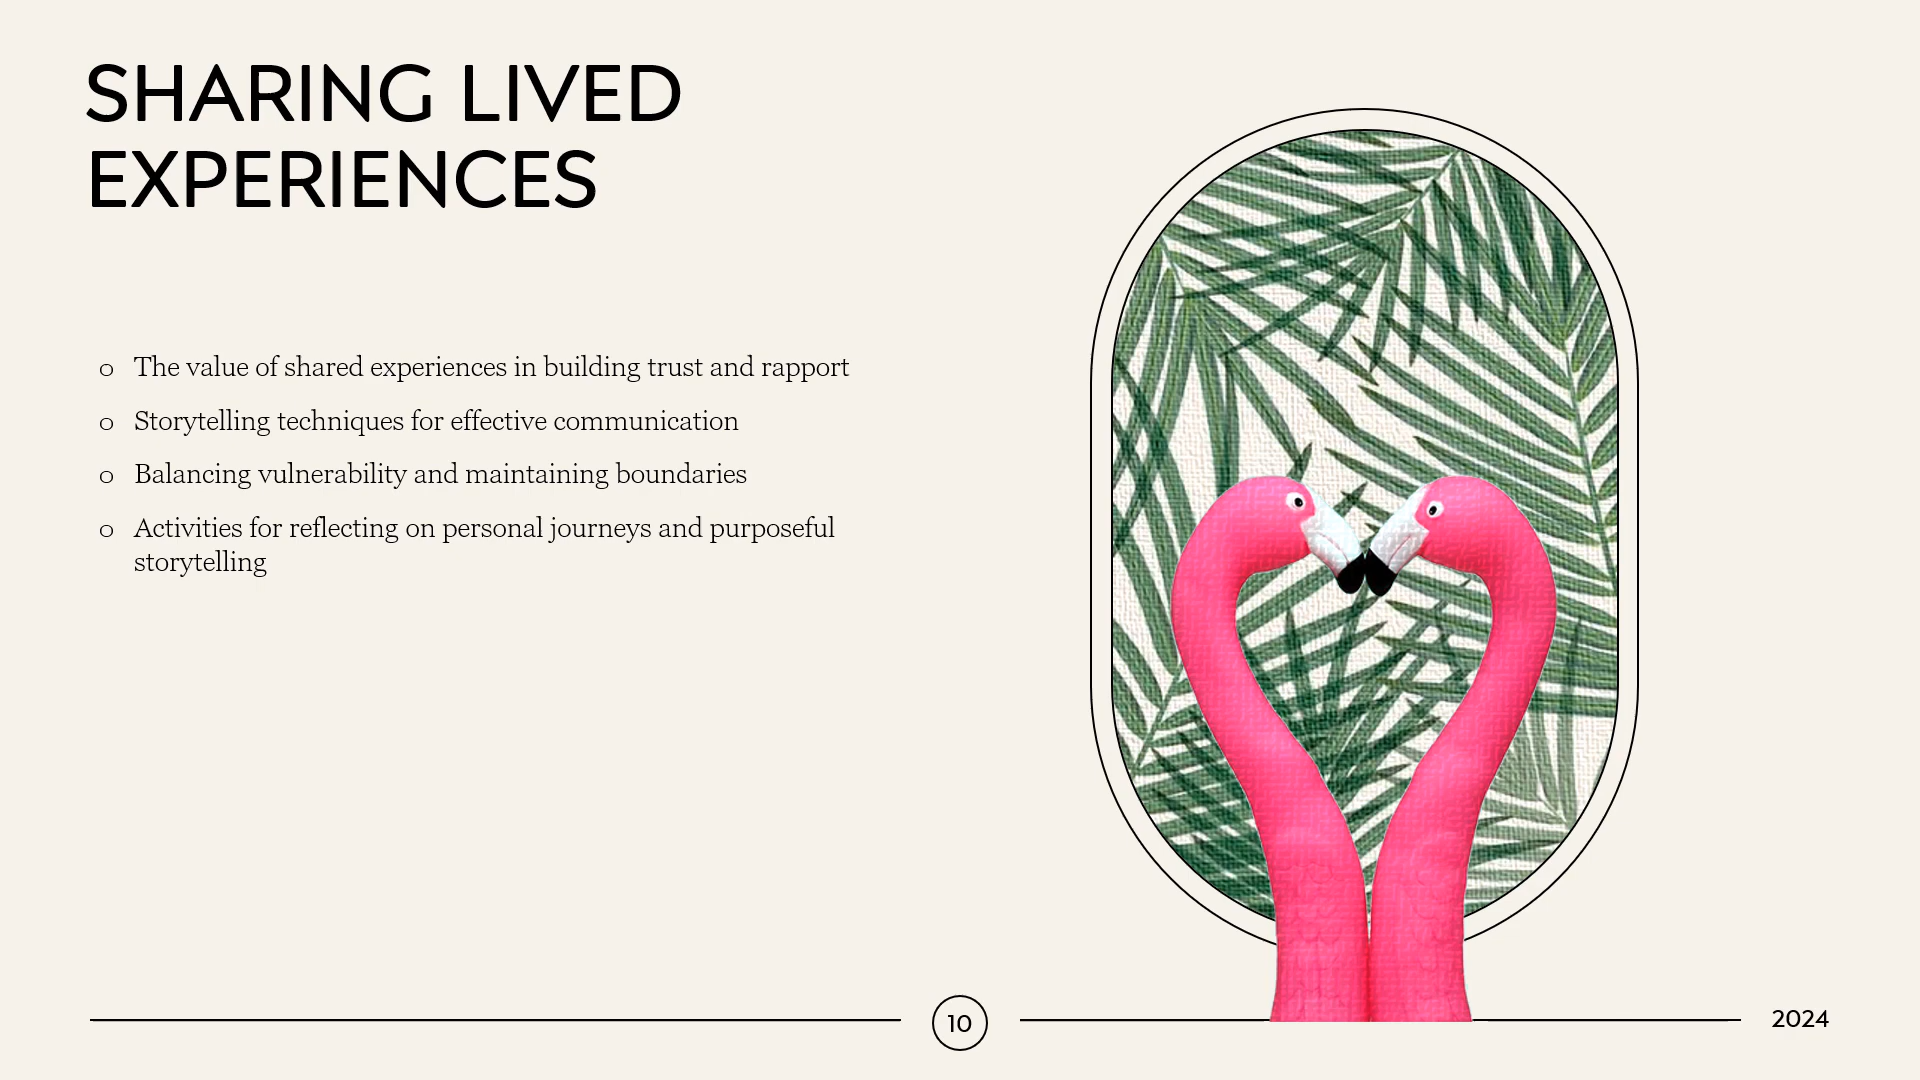 SHARING LIVED
EXPERIENCES
o The value of shared experiences in building trust and rapport
o Storytelling techniques for effective communication
o Balancing vulnerability and maintaining boundaries
o Activities for reflecting on personal journeys and purposeful
storytelling
10
2024